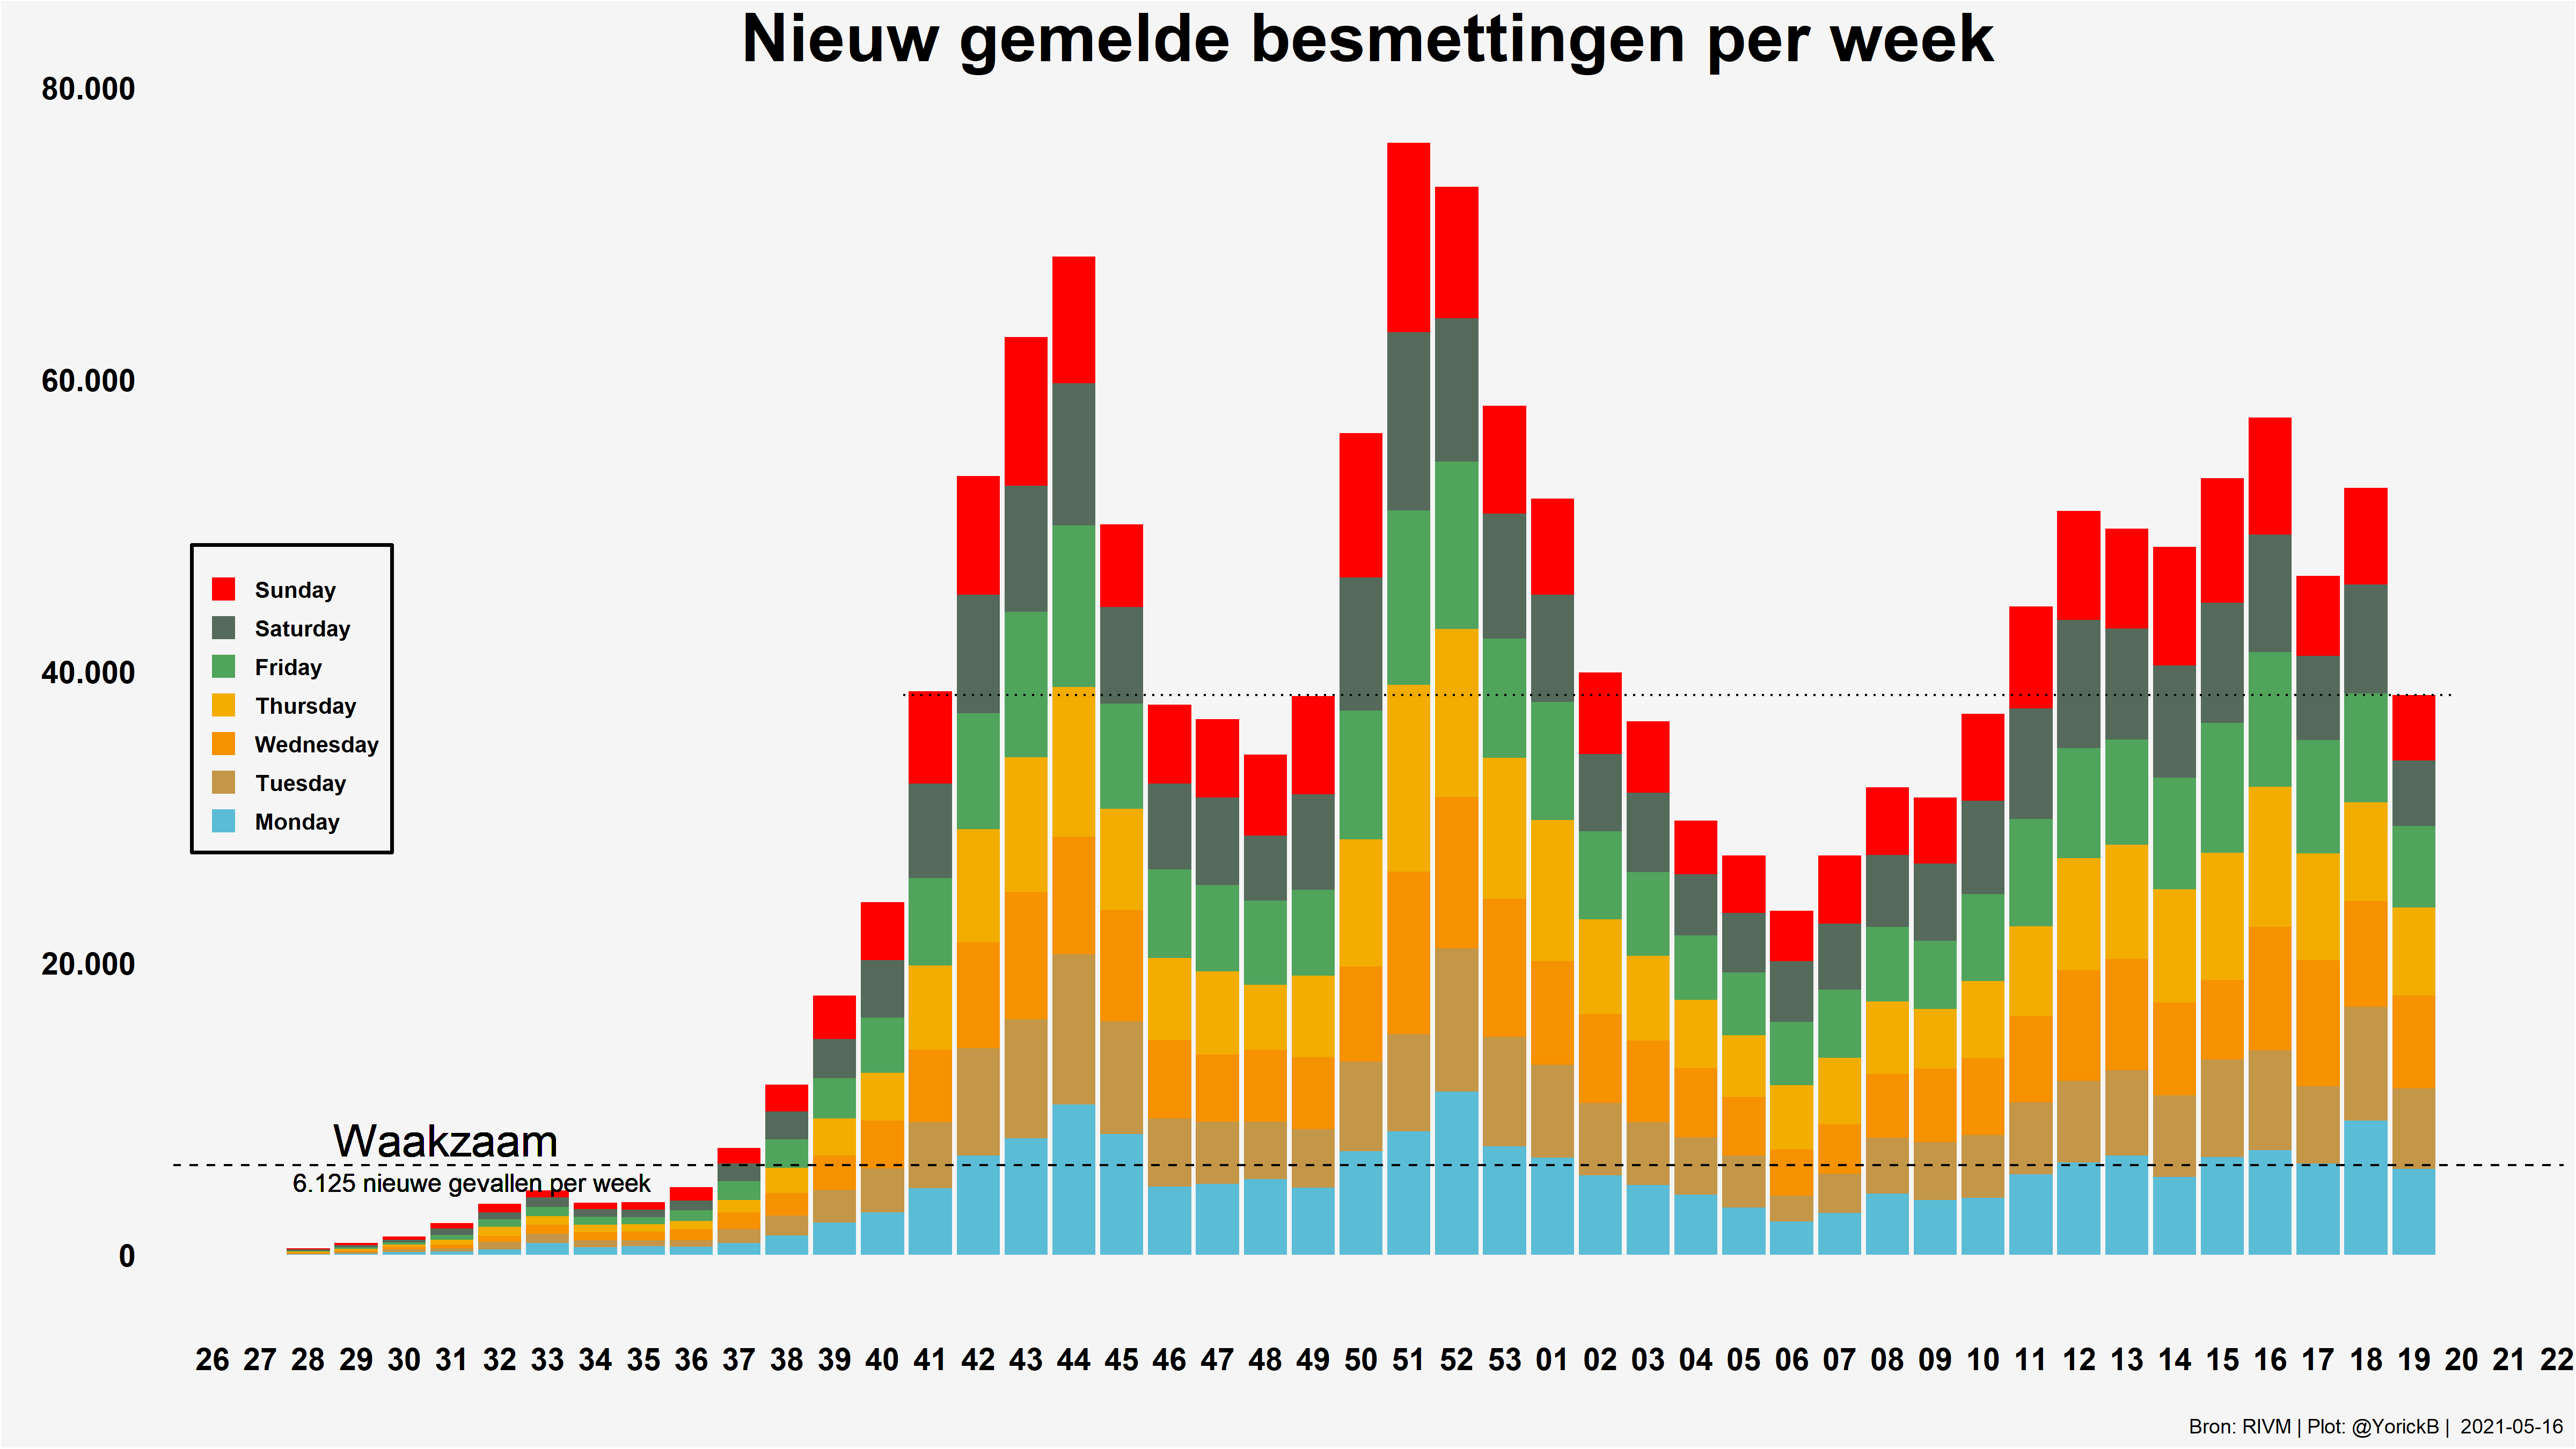 Nieuw gemelde besmettingen per week
80.000
60.000
40.000
20.000
0
Sunday
Saturday
Friday
Thursday
Wednesday
Tuesday
Monday
Waakzaam
6.125 nieuwe gevallen per week
26 27 28 29 30 31 32 33 34 35 36 37 38 39 40 41 42 43 44 45 46 47 48 49 50 51 52 53 01 02 03 04 05 06 07 08 09 10 11 12 13 14 15 16 17 18 19 20 21 22
Bron: RIVM | Plot: @YorickB | 2021-05-16